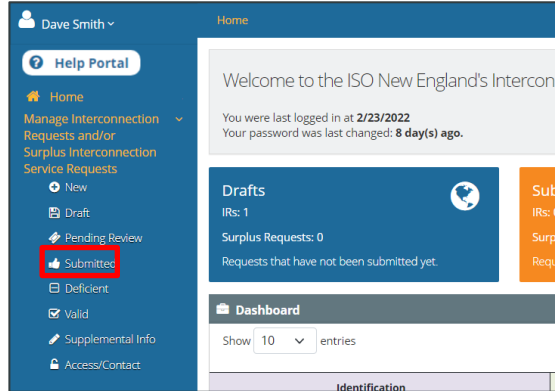 Dave Smith
Home
Help Portal
Home
Manage Interconnection
Requests and/or
Surplus Interconnection
Service Requests
New
Draft
Pending Review
Submitted
Deficient
Valid
Supplemental Info
Access/Contact
Welcome to the ISO New England's Intercon
You were last logged in at 2/23/2022
Your password was last changed: 8 day(s) ago.
Drafts
IRs: 1
Surplus Requests: 0
Requests that have not been submitted yet.
Sub
IRs:
Surp
Requ
Dashboard
Show 10 entries
Identification